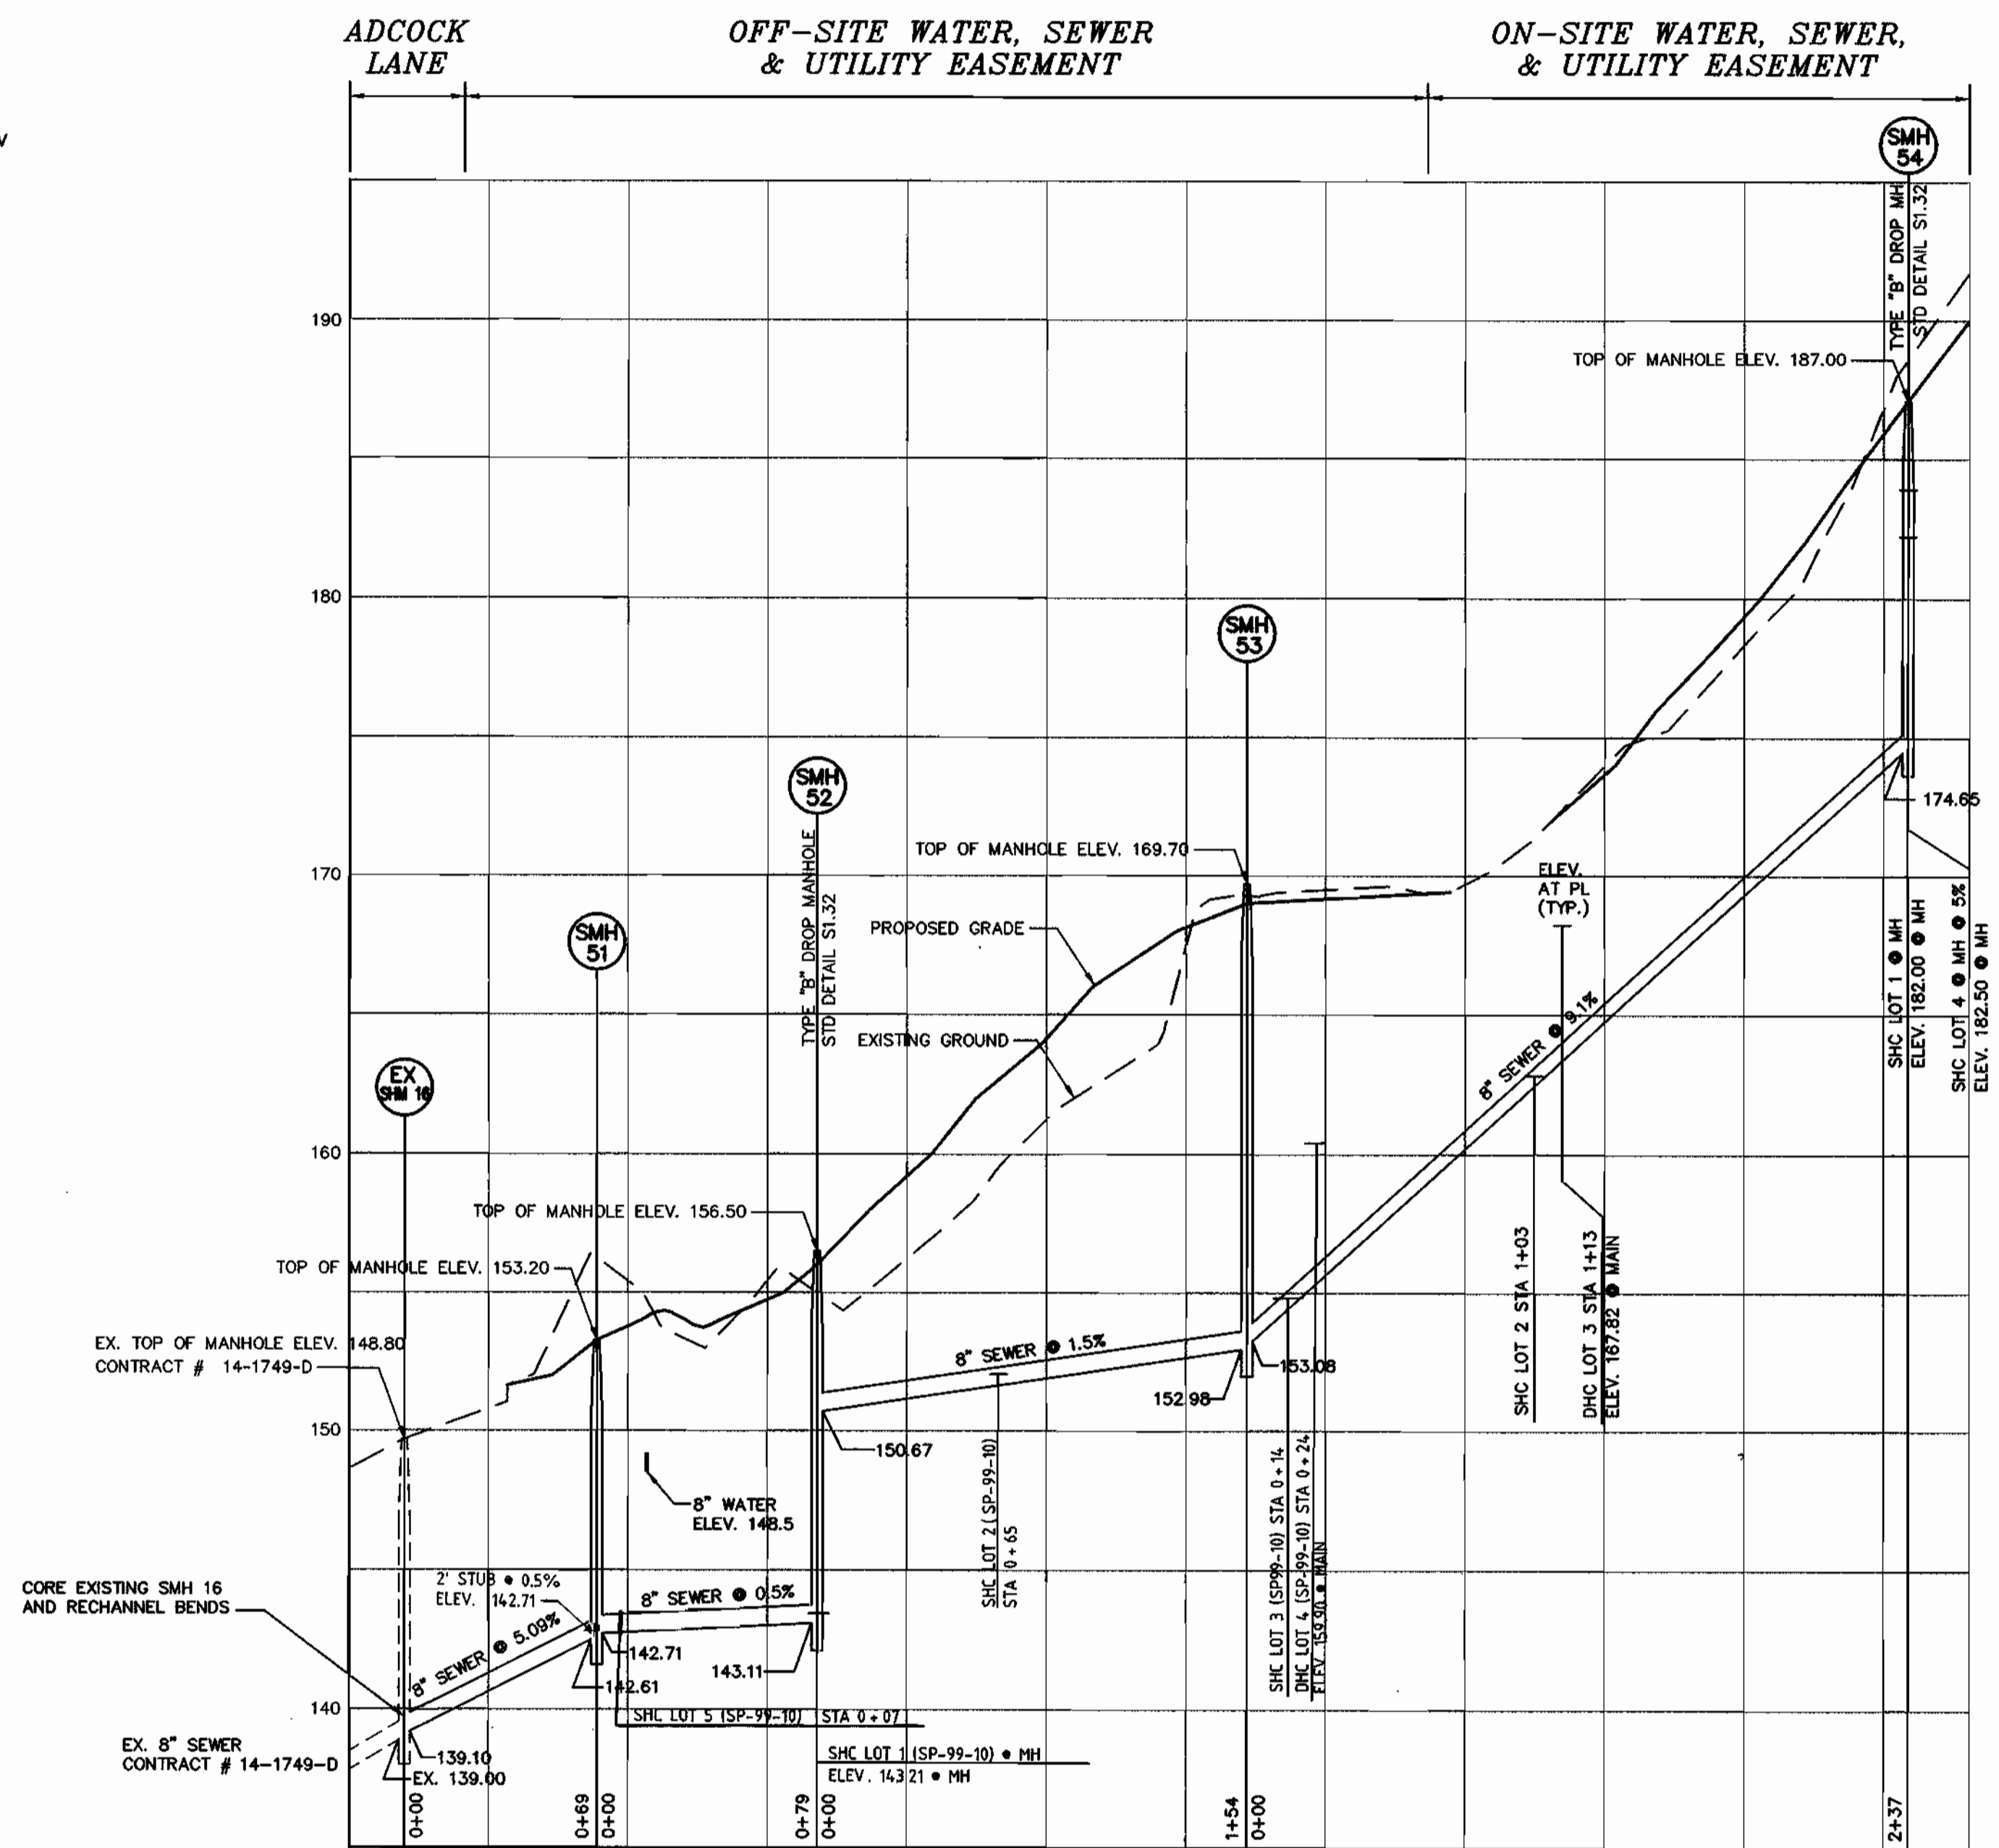 ADCOCK
LANE
OFF-SITE WATER, SEWER
& UTILITY EASEMENT
ON-SITE WATER, SEWER,
& UTILITY EASEMENT
SMH
54
TYPE "B" DROP MH
STD DETAIL S1.32
190
TOP OF MANHOLE ELEV. 187.00
180
SMH
53
SMH
52
TYPE "B" DROP MANHOLE
STD DETAIL S1.32
174.65
TOP OF MANHOLE ELEV. 169.70
170
ELEV.
AT PL
(TYP.)
PROPOSED GRADE
SMH
51
EXISTING GROUND
8" SEWER @ 9.1%
SHC LOT 1 @ MH
ELEV. 182.00 @ MH
SHC LOT 4 @ MH @ 5%
ELEV. 182.50 @ MH
EX
SHM 16
160
TOP OF MANHOLE ELEV. 156.50
TOP OF MANHOLE ELEV. 153.20
SHC LOT 2 STA 1+03
DHC LOT 3 STA 1+13
ELEV. 167.82 @ MAIN
EX. TOP OF MANHOLE ELEV. 148.80
CONTRACT # 14-1749-D
8" SEWER @ 1.5%
153.08
152.98
150
150.67
8" WATER
ELEV. 148.5
SHC LOT 2 (SP-99-10)
STA 0+65
SHC LOT 3 (SP99-10) STA 0+14
DHC LOT 4 (SP-99-10) STA 0+24
ELEV. 159.90 @ MAIN
CORE EXISTING SMH 16
AND RECHANNEL BENDS
2' STUB @ 0.5%
ELEV. 142.71
8" SEWER @ 0.5%
8" SEWER @ 5.09%
142.71
143.11
142.61
140
SHC LOT 5 (SP-99-10) STA 0+07
EX. 8" SEWER
CONTRACT # 14-1749-D
139.10
EX. 139.00
SHC LOT 1 (SP-99-10) @ MH
ELEV. 143.21 @ MH
0+00
0+69
0+00
0+79
0+00
1+54
0+00
2+37